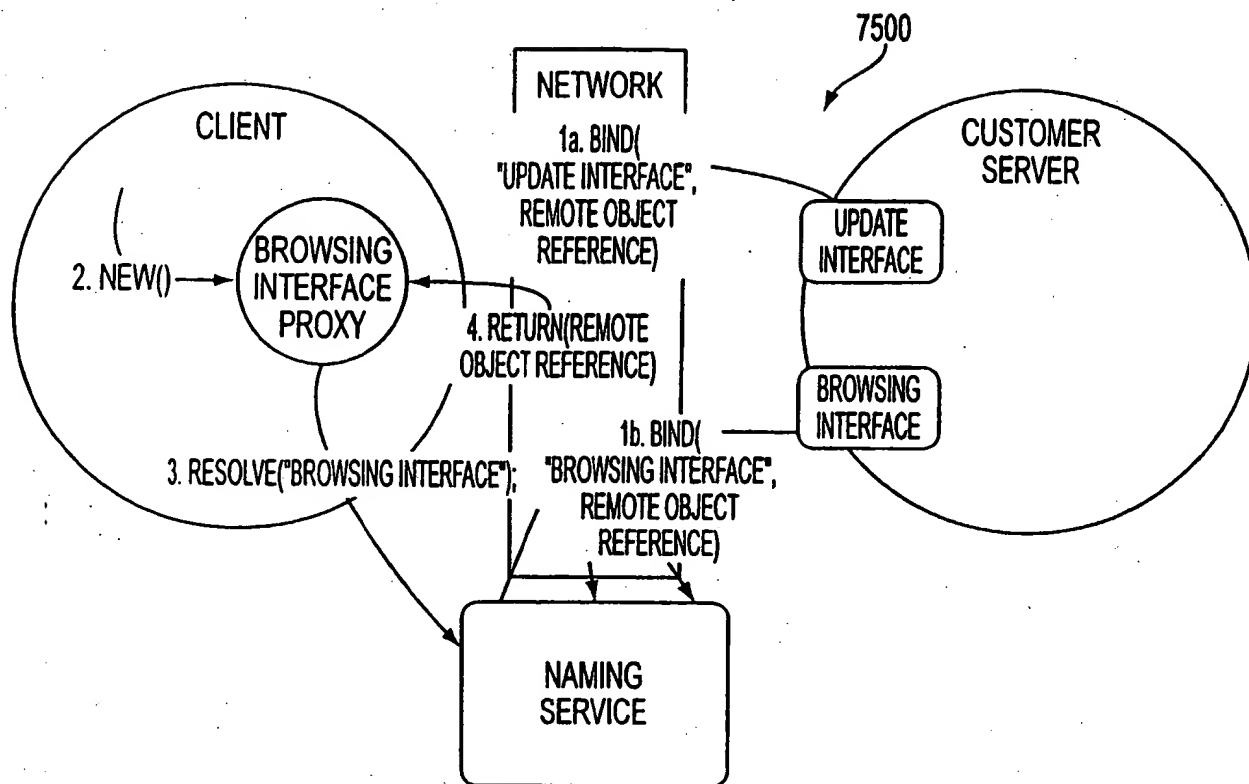 7500
NETWORK
CLIENT
CUSTOMER
SERVER
1a. BIND(
"UPDATE INTERFACE",
REMOTE OBJECT
REFERENCE)
UPDATE
INTERFACE
2. NEW()
BROWSING
INTERFACE
PROXY
4. RETURN(REMOTE
OBJECT REFERENCE)
BROWSING
INTERFACE
1b. BIND(
"BROWSING INTERFACE",
REMOTE OBJECT
REFERENCE)
3. RESOLVE("BROWSING INTERFACE");
NAMING
SERVICE